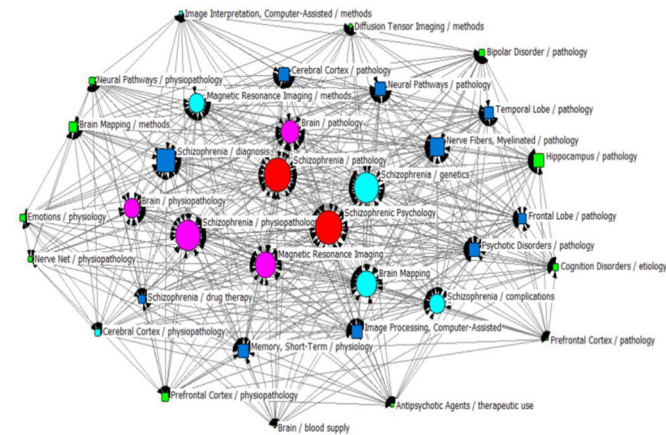 Image Interpretation, Computer-Assisted / methods
Diffusion Tensor Imaging / methods
Bipolar Disorder / pathology
Cerebral Cortex / pathology
Neural Pathways / physiopathology
Neural Pathways / pathology
Magnetic Resonance Imaging / methods
Temporal Lobe / pathology
Brain Mapping / methods
Brain / pathology
Nerve Fibers, Myelinated / pathology
Schizophrenia / diagnosis
Hippocampus / pathology
Schizophrenia / pathology
Schizophrenia / genetics
Brain / physiopathology
Emotions / physiology
Schizophrenia / physiopathology
Schizophrenic Psychology
Frontal Lobe / pathology
Psychotic Disorders / pathology
Nerve Net / physiopathology
Magnetic Resonance Imaging
Cognition Disorders / etiology
Brain Mapping
Schizophrenia / drug therapy
Schizophrenia / complications
Cerebral Cortex / physiopathology
Image Processing, Computer-Assisted
Prefrontal Cortex / pathology
Memory, Short-Term / physiology
Prefrontal Cortex / physiopathology
Antipsychotic Agents / therapeutic use
Brain / blood supply